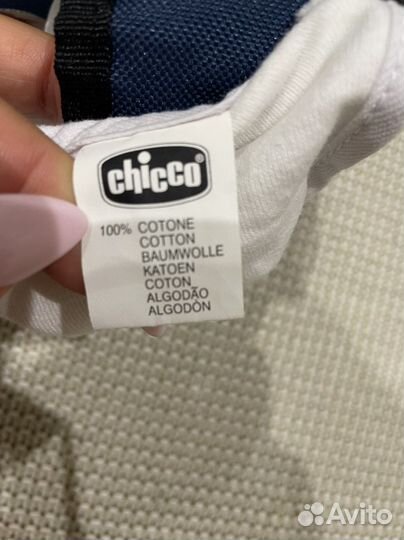 chicco®
100% COTONE
COTTON
BAUMWOLLE
KATOEN
COTON
ALGODÃO
ALGODÓN
Avito